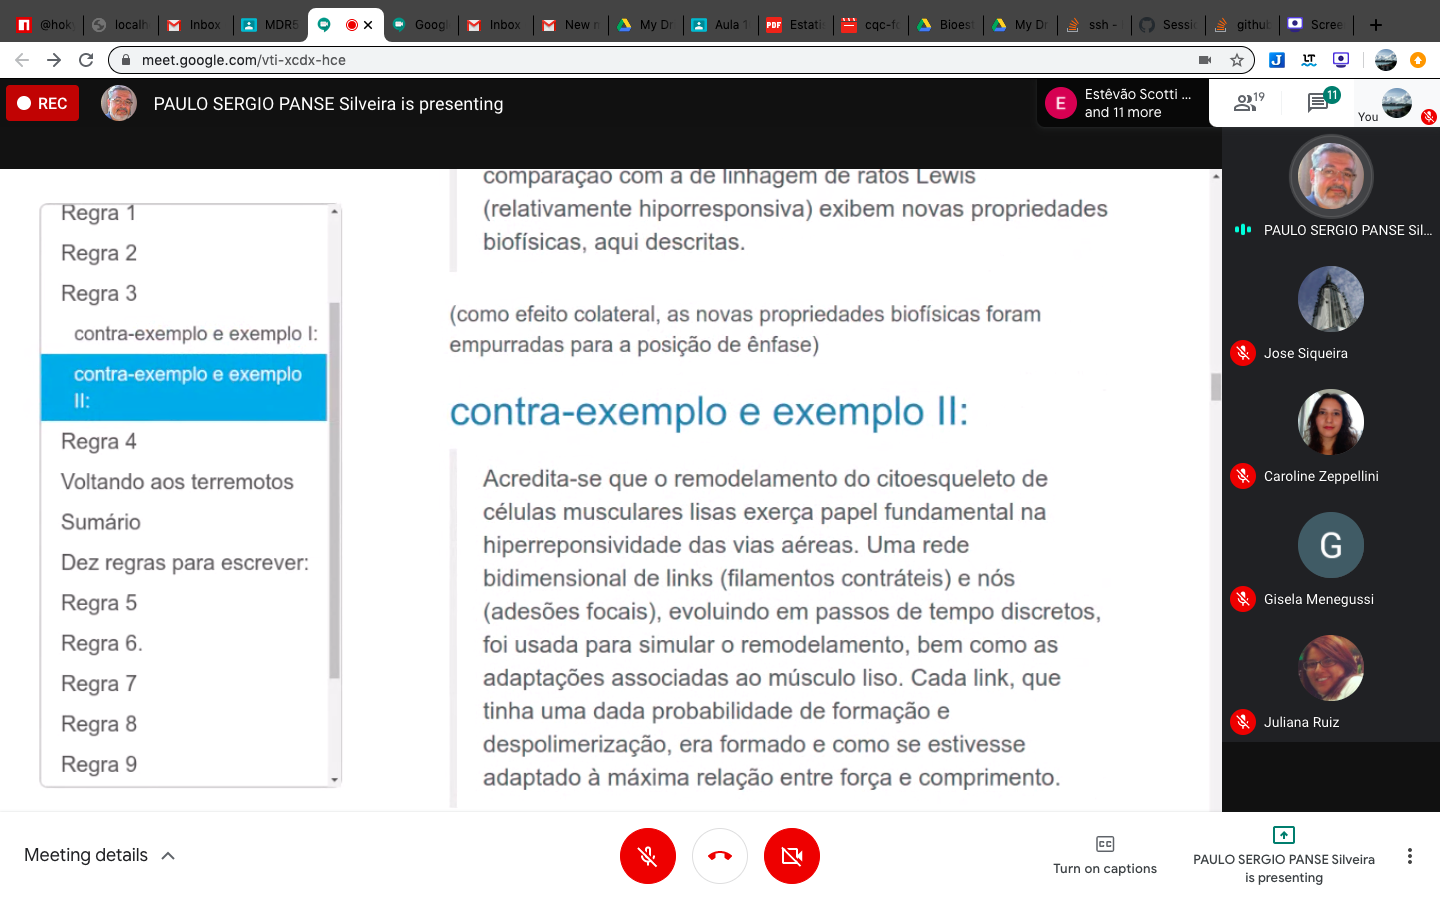 @hok
localh
Inbox
MDR5
Googl
Inbox
New m
My Dr
Aula 1
PDF
Estati
cqc-fo
Bioest
My Dr
ssh -
Sessio
github
Scree
meet.google.com/vti-xcdx-hce
J
LT
REC
PAULO SERGIO PANSE Silveira is presenting
E
Estêvão Scotti ...
and 11 more
19
11
You
Regra 1
Regra 2
Regra 3
contra-exemplo e exemplo I:
contra-exemplo e exemplo
II:
Regra 4
Voltando aos terremotos
Sumário
Dez regras para escrever:
Regra 5
Regra 6.
Regra 7
Regra 8
Regra 9
comparação com a de linhagem de ratos Lewis
(relativamente hiporresponsiva) exibem novas propriedades
biofísicas, aqui descritas.
(como efeito colateral, as novas propriedades biofísicas foram
empurradas para a posição de ênfase)
contra-exemplo e exemplo II:
Acredita-se que o remodelamento do citoesqueleto de
células musculares lisas exerça papel fundamental na
hiperreponsividade das vias aéreas. Uma rede
bidimensional de links (filamentos contráteis) e nós
(adesões focais), evoluindo em passos de tempo discretos,
foi usada para simular o remodelamento, bem como as
adaptações associadas ao músculo liso. Cada link, que
tinha uma dada probabilidade de formação e
despolimerização, era formado e como se estivesse
adaptado à máxima relação entre força e comprimento.
PAULO SERGIO PANSE Sil...
Jose Siqueira
Caroline Zeppellini
G
Gisela Menegussi
Juliana Ruiz
Meeting details
Turn on captions
PAULO SERGIO PANSE Silveira
is presenting